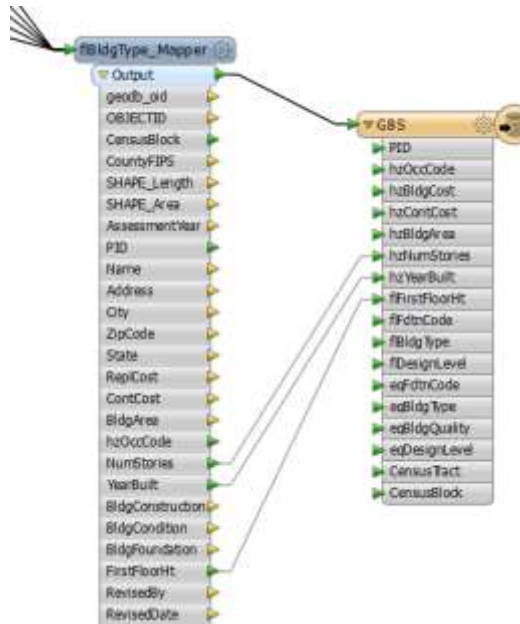 flBldgType_Mapper
Output
geodb_oid
OBJECTID
CensusBlock
CountyFIPS
SHAPE_Length
SHAPE_Area
AssessmentYear
PID
Name
Address
City
ZipCode
State
ReplCost
ContCost
BldgArea
hzOccCode
NumStories
YearBuilt
BldgConstruction
BldgCondition
BldgFoundation
FirstFloorHt
RevisedBy
RevisedDate
GBS
PID
hzOccCode
hzBldgCost
hzContCost
hzBldgArea
hzNumStories
hzYearBuilt
flFirstFloorHt
flFdtnCode
flBldgType
flDesignLevel
eqFdtnCode
eqBldgType
eqBldgQuality
eqDesignLevel
CensusTract
CensusBlock